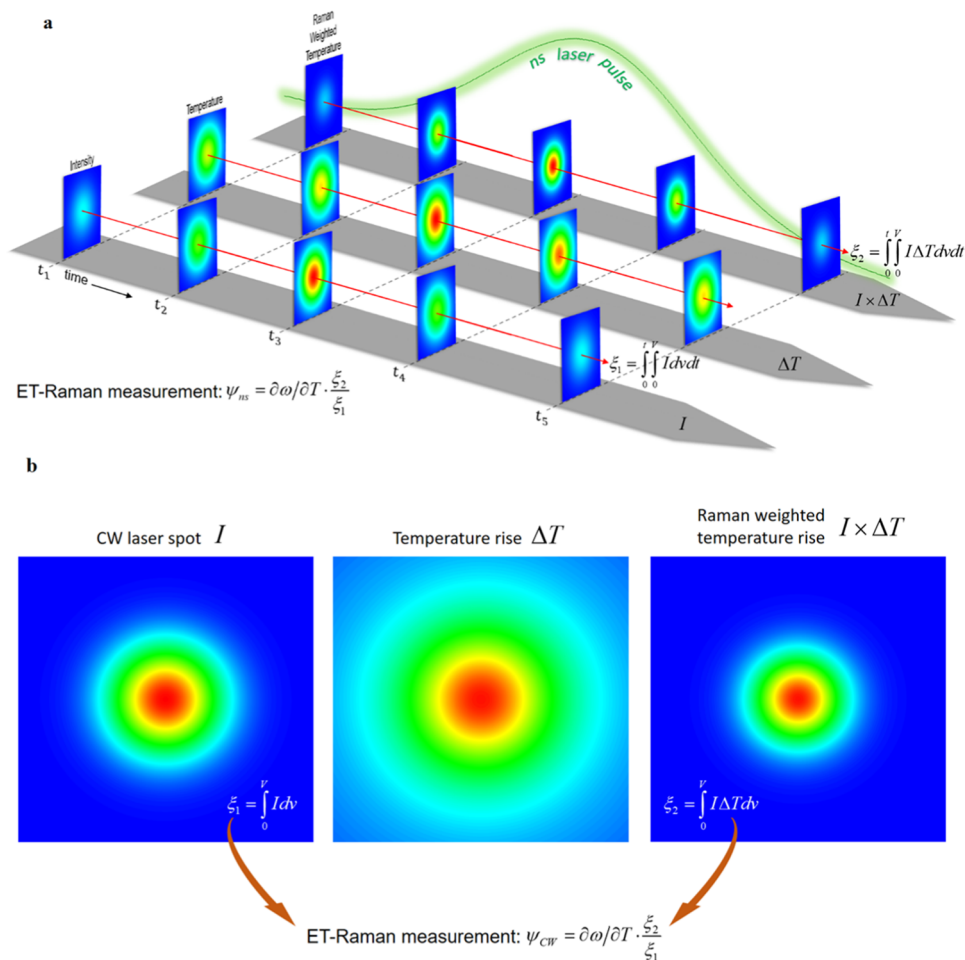 a
Raman
Weighted
Temperature
ns laser pulse
Temperature
Intensity
t₁
time
t₂
t₃
t₄
t₅
ξ₂ = ∫₀ᵗ ∫₀ⱽ IΔTdvdt
I × ΔT
ΔT
ξ₁ = ∫₀ᵗ ∫₀ⱽ Idvdt
I
ET-Raman measurement: ψₙₛ = ∂ω/∂T · ξ₂/ξ₁
b
CW laser spot I
Temperature rise ΔT
Raman weighted
temperature rise I × ΔT
ξ₁ = ∫₀ⱽ Idv
ξ₂ = ∫₀ⱽ IΔTdv
ET-Raman measurement: ψ_CW = ∂ω/∂T · ξ₂/ξ₁